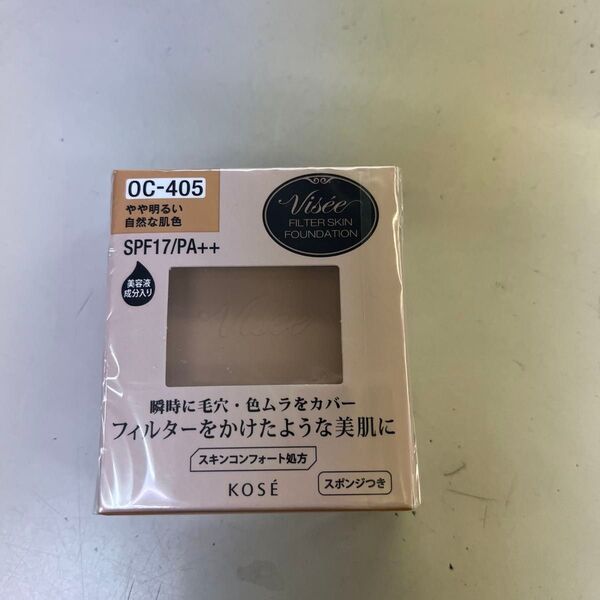 OC-405
やや明るい
自然な肌色
SPF17/PA++
美容液
成分入り
Visée
FILTER SKIN
FOUNDATION
Visée
瞬時に毛穴・色ムラをカバー
フィルターをかけたような美肌に
スキンコンフォート処方
KOSÉ
スポンジつき